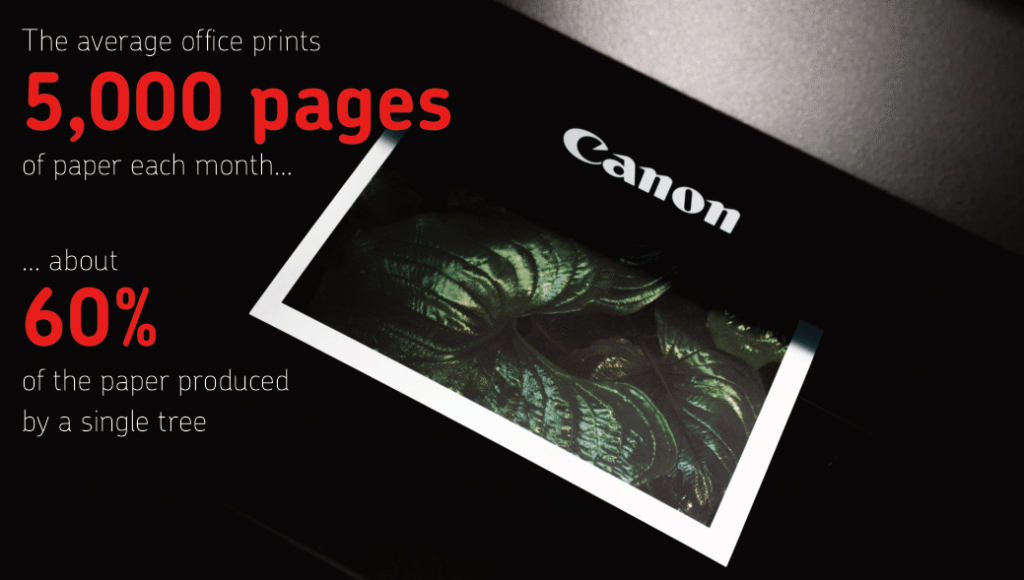 The average office prints
5,000 pages
of paper each month...
... about
60%
of the paper produced
by a single tree
Canon